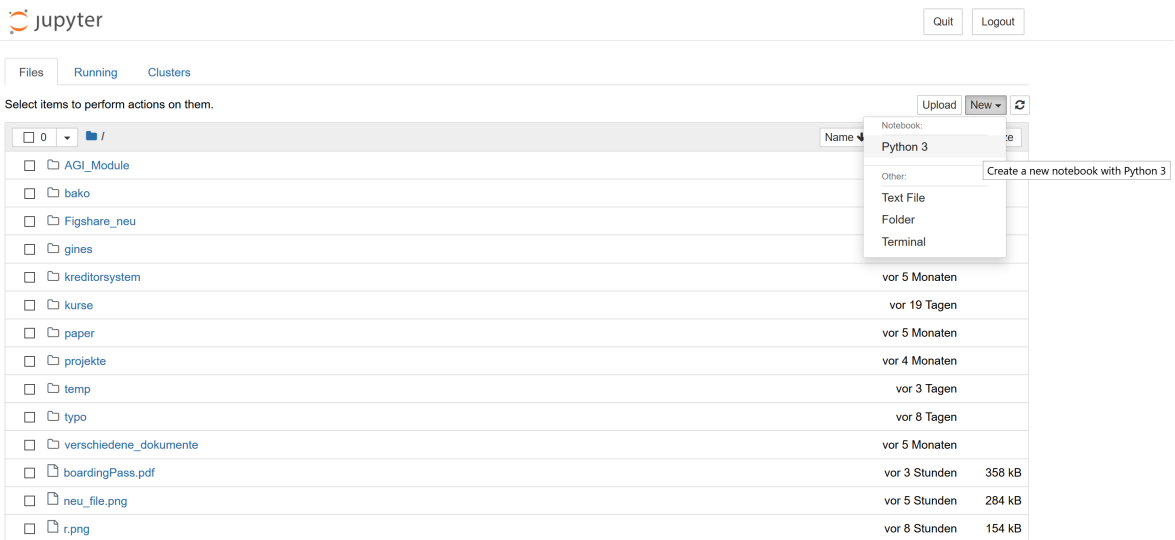 jupyter
Quit Logout
Files Running Clusters
Select items to perform actions on them.
Upload New
0 /
Name
ze
Notebook:
Python 3
Create a new notebook with Python 3
Other:
Text File
Folder
Terminal
AGI_Module
bako
Figshare_neu
gines
kreditorsystem vor 5 Monaten
kurse vor 19 Tagen
paper vor 5 Monaten
projekte vor 4 Monaten
temp vor 3 Tagen
typo vor 8 Tagen
verschiedene_dokumente vor 5 Monaten
boardingPass.pdf vor 3 Stunden 358 kB
neu_file.png vor 5 Stunden 284 kB
r.png vor 8 Stunden 154 kB